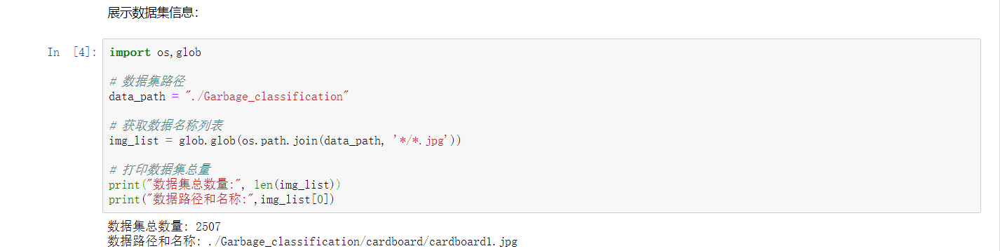 展示数据集信息:
In [4]:
import os,glob
# 数据集路径
data_path = "./Garbage_classification"
# 获取数据名称列表
img_list = glob.glob(os.path.join(data_path, '*/*.jpg'))
# 打印数据集总量
print("数据集总数量:", len(img_list))
print("数据路径和名称:",img_list[0])
数据集总数量: 2507
数据路径和名称: ./Garbage_classification/cardboard/cardboard1.jpg